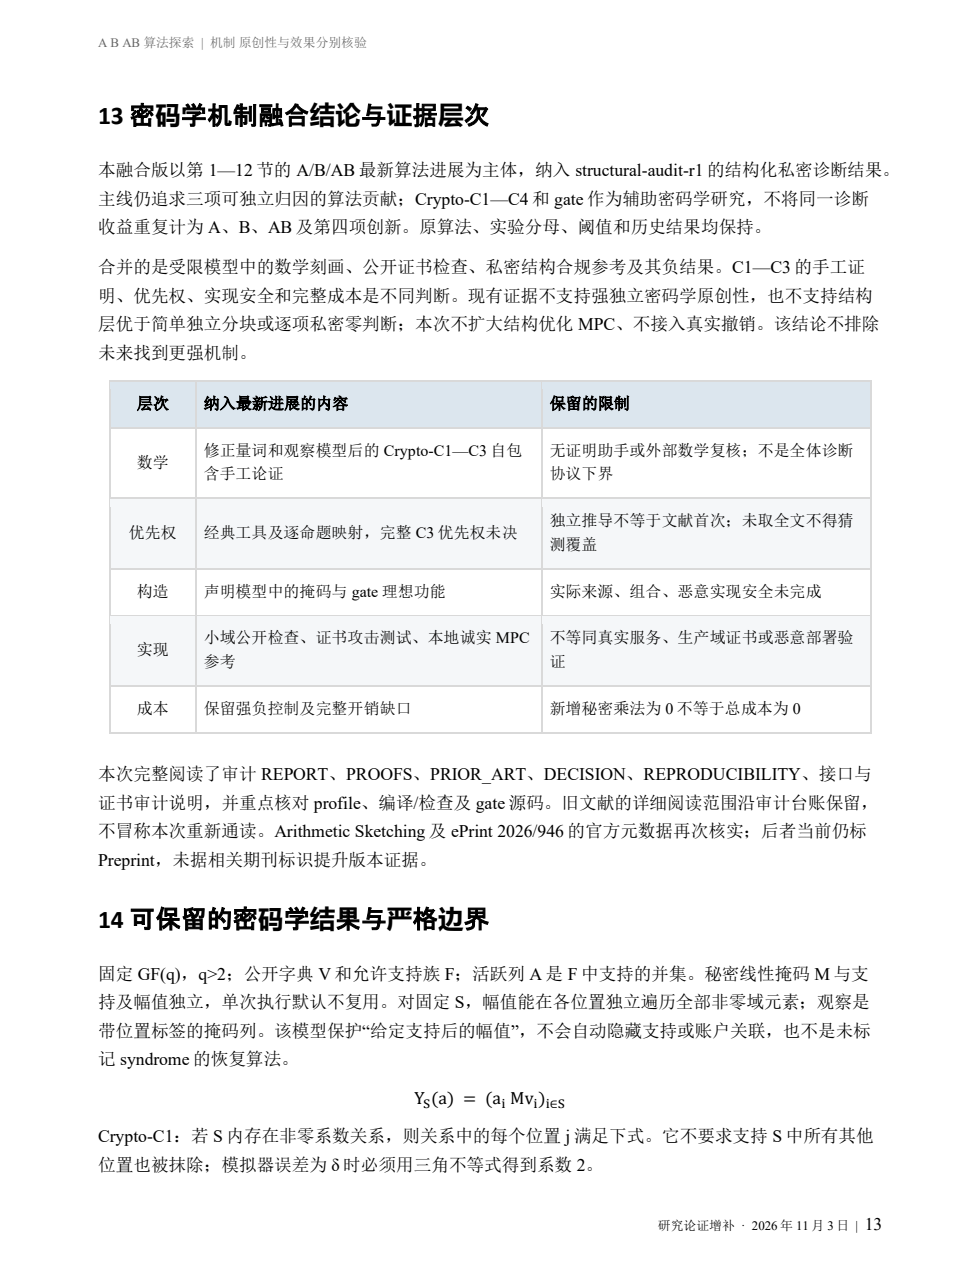 A B AB 算法探索 | 机制 原创性与效果分别核验
13 密码学机制融合结论与证据层次
本融合版以第 1—12 节的 A/B/AB 最新算法进展为主体，纳入 structural-audit-r1 的结构化私密诊断结果。
主线仍追求三项可独立归因的算法贡献；Crypto-C1—C4 和 gate 作为辅助密码学研究，不将同一诊断
收益重复计为 A、B、AB 及第四项创新。原算法、实验分母、阈值和历史结果均保持。
合并的是受限模型中的数学刻画、公开证书检查、私密结构合规参考及其负结果。C1—C3 的手工证
明、优先权、实现安全和完整成本是不同判断。现有证据不支持强独立密码学原创性，也不支持结构
层优于简单独立分块或逐项私密零判断；本次不扩大结构优化 MPC、不接入真实撤销。该结论不排除
未来找到更强机制。
层次 纳入最新进展的内容 保留的限制
数学 修正量词和观察模型后的 Crypto-C1—C3 自包 无证明助手或外部数学复核；不是全体诊断
含手工论证 协议下界
优先权 经典工具及逐命题映射，完整 C3 优先权未决 独立推导不等于文献首次；未取全文不得猜
测覆盖
构造 声明模型中的掩码与 gate 理想功能 实际来源、组合、恶意实现安全未完成
实现 小域公开检查、证书攻击测试、本地诚实 MPC 不等同真实服务、生产域证书或恶意部署验
参考 证
成本 保留强负控制及完整开销缺口 新增秘密乘法为 0 不等于总成本为 0
本次完整阅读了审计 REPORT、PROOFS、PRIOR_ART、DECISION、REPRODUCIBILITY、接口与
证书审计说明，并重点核对 profile、编译/检查及 gate 源码。旧文献的详细阅读范围沿审计台账保留，
不冒称本次重新通读。Arithmetic Sketching 及 ePrint 2026/946 的官方元数据再次核实；后者当前仍标
Preprint，未据相关期刊标识提升版本证据。
14 可保留的密码学结果与严格边界
固定 GF(q)，q>2；公开字典 V 和允许支持族 F；活跃列 A 是 F 中支持的并集。秘密线性掩码 M 与支
持及幅值独立，单次执行默认不复用。对固定 S，幅值能在各位置独立遍历全部非零域元素；观察是
带位置标签的掩码列。该模型保护“给定支持后的幅值”，不会自动隐藏支持或账户关联，也不是未标
记 syndrome 的恢复算法。
Y_S(a) = (a_i Mv_i)_{i∈S}
Crypto-C1：若 S 内存在非零系数关系，则关系中的每个位置 j 满足下式。它不要求支持 S 中所有其他
位置也被抹除；模拟器误差为 δ 时必须用三角不等式得到系数 2。
研究论证增补 · 2026 年 11 月 3 日 | 13